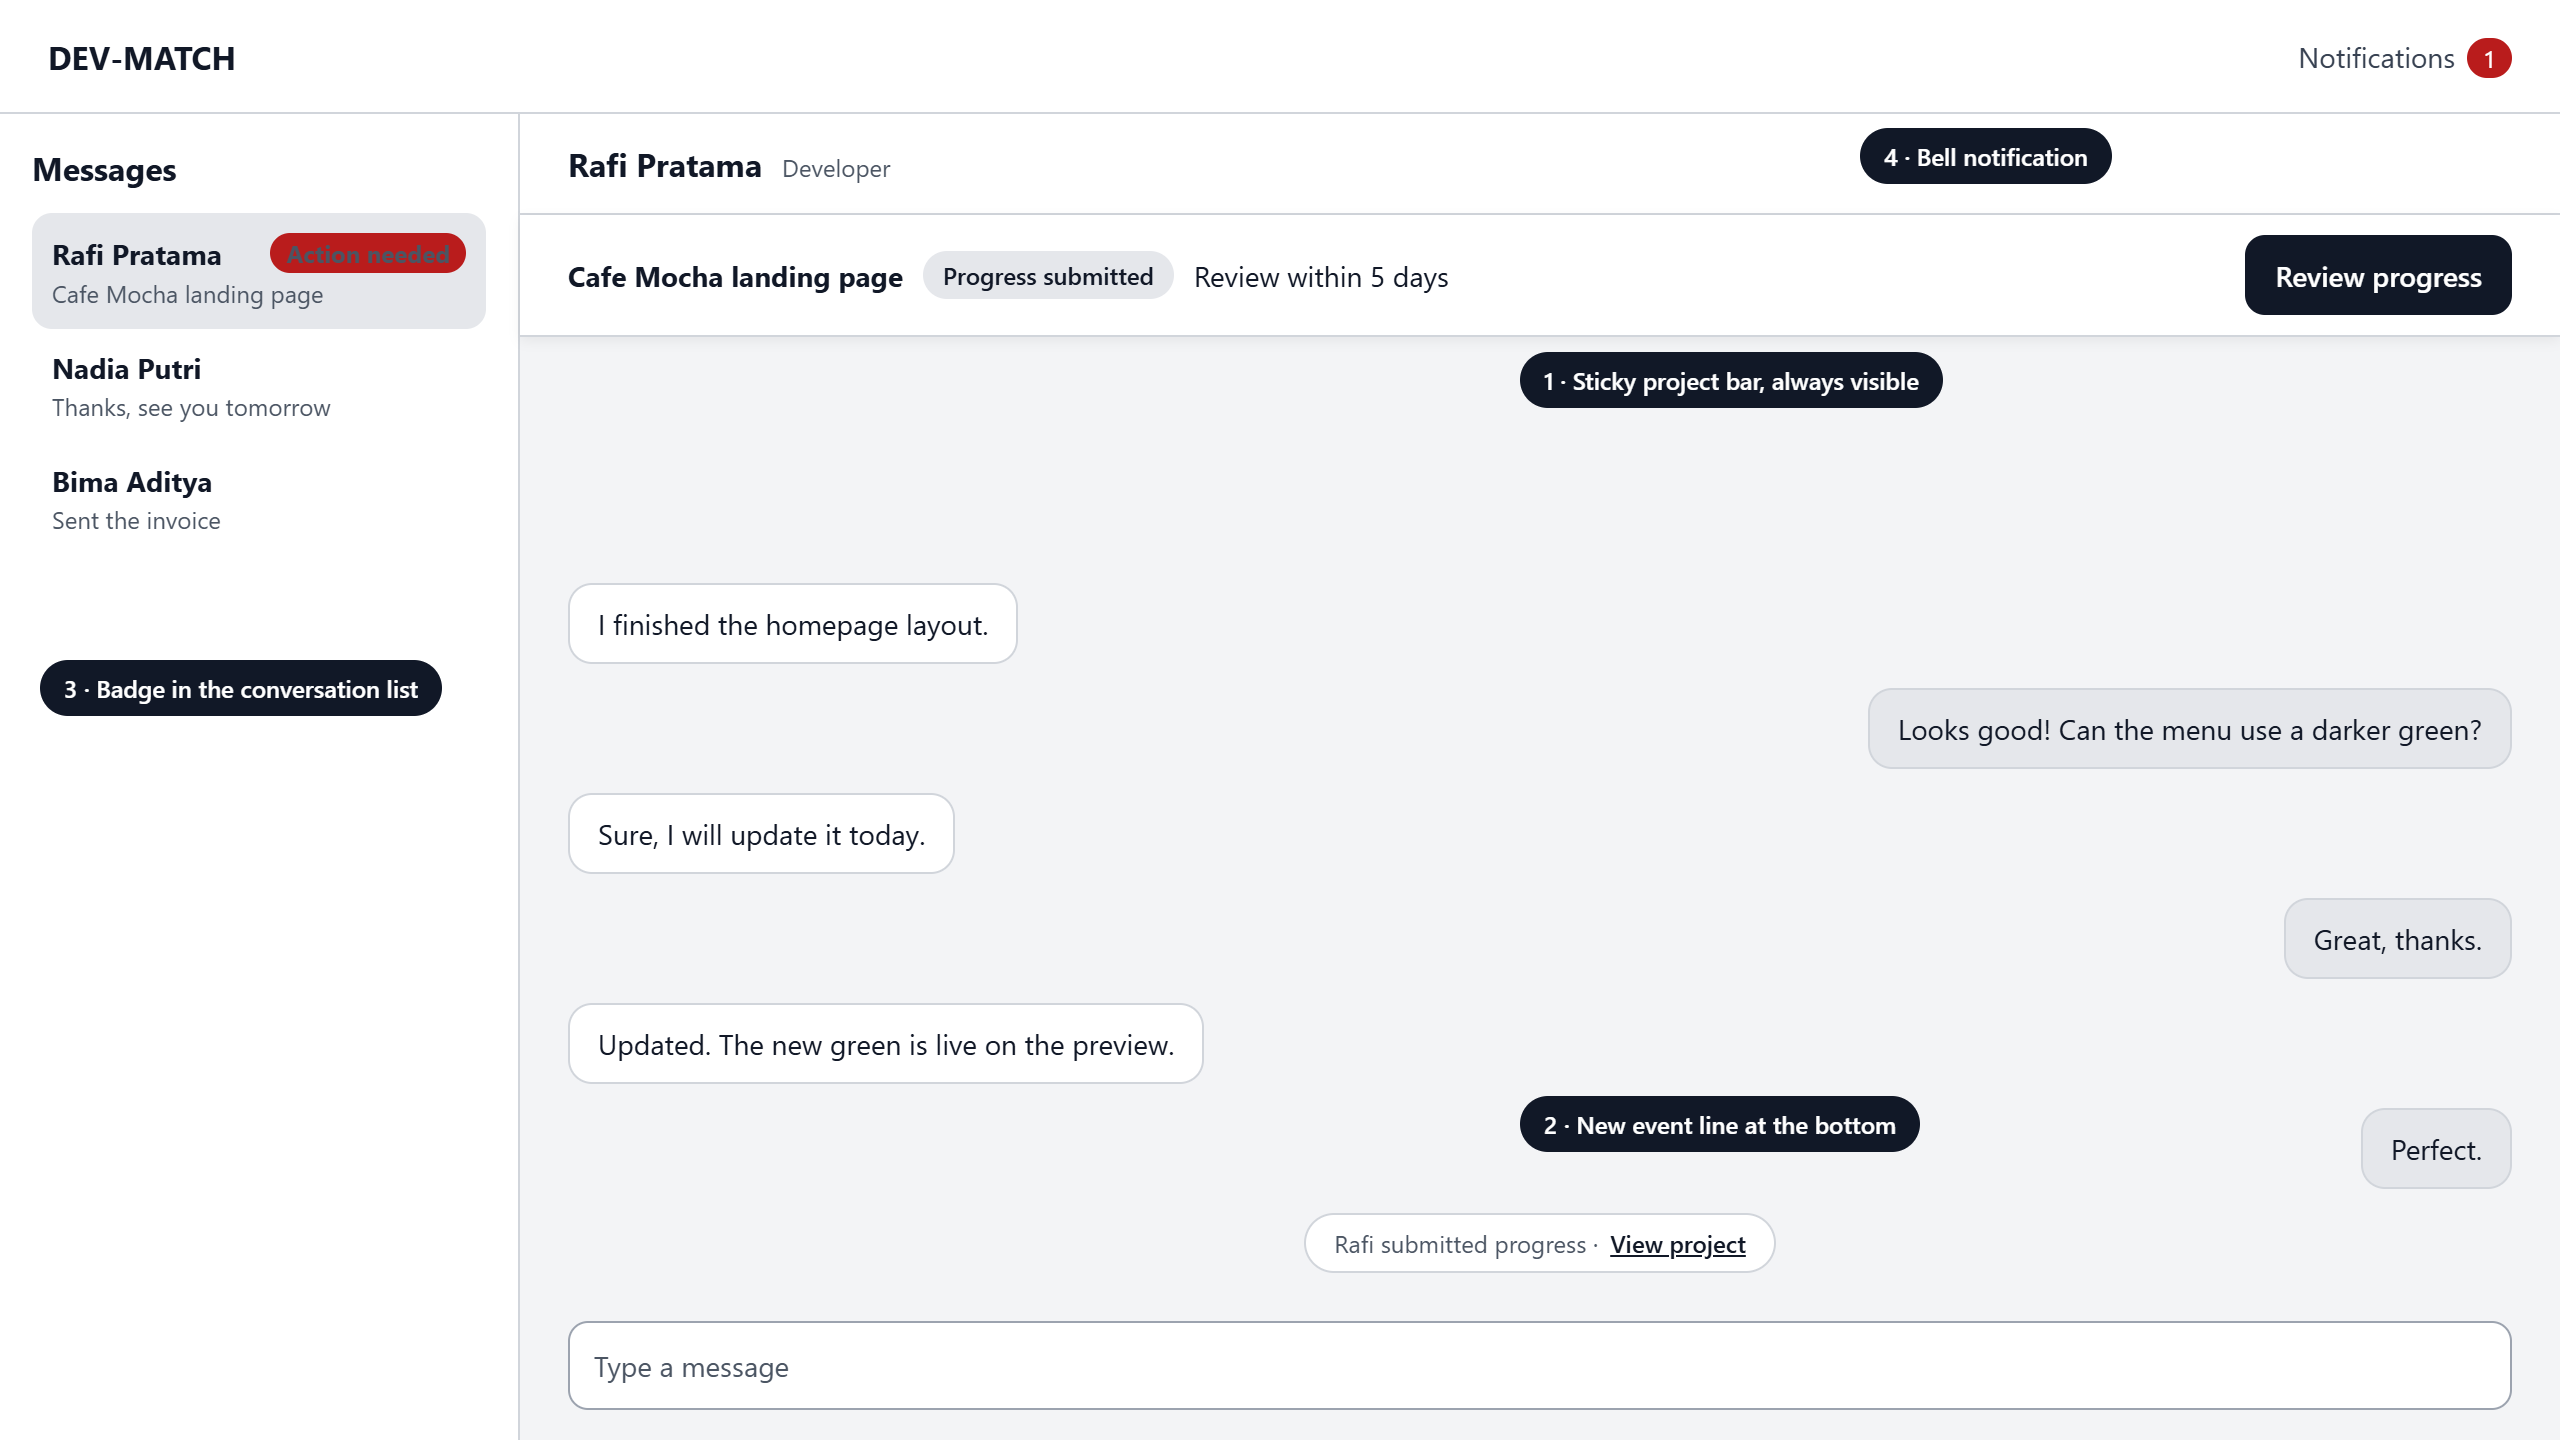 DEV-MATCH
Notifications 1
Messages
Rafi Pratama Action needed
Cafe Mocha landing page
Nadia Putri
Thanks, see you tomorrow
Bima Aditya
Sent the invoice
3 · Badge in the conversation list
Rafi Pratama Developer
4 · Bell notification
Cafe Mocha landing page Progress submitted Review within 5 days Review progress
1 · Sticky project bar, always visible
I finished the homepage layout.
Looks good! Can the menu use a darker green?
Sure, I will update it today.
Great, thanks.
Updated. The new green is live on the preview.
2 · New event line at the bottom
Perfect.
Rafi submitted progress · View project
Type a message